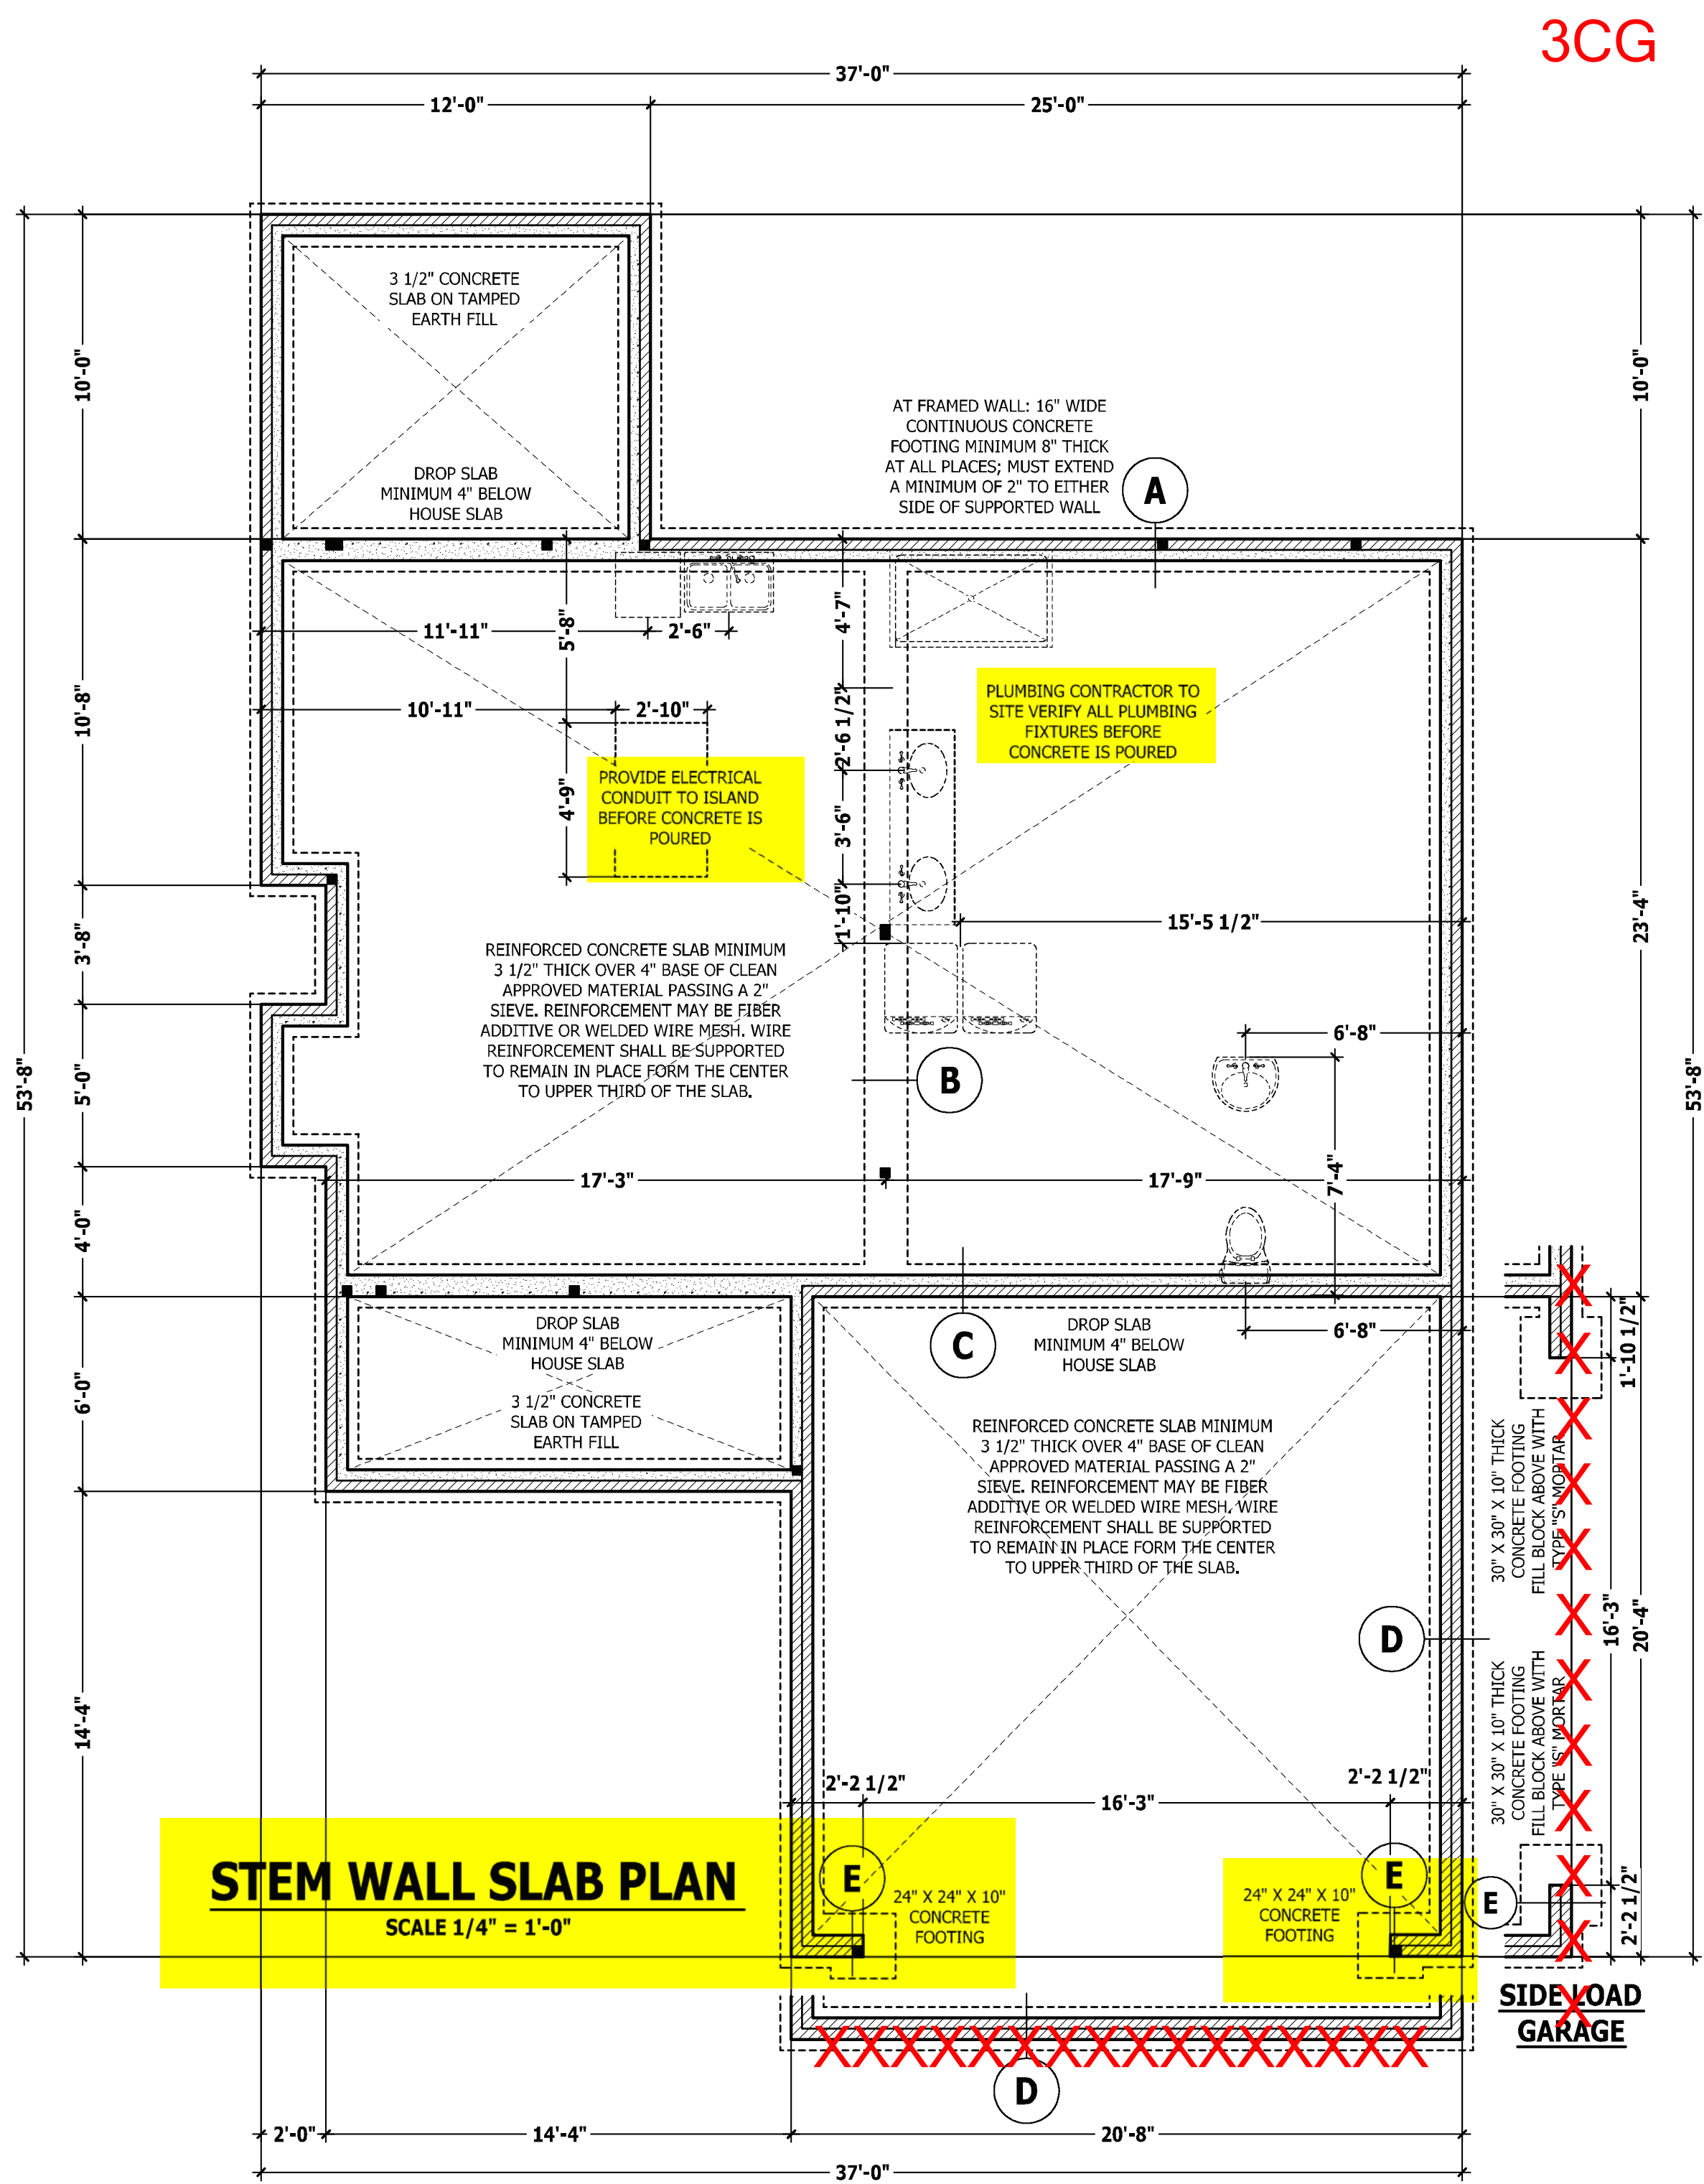 3CG
37'-0"
12'-0"
25'-0"
3 1/2" CONCRETE
SLAB ON TAMPED
EARTH FILL
DROP SLAB
MINIMUM 4" BELOW
HOUSE SLAB
10'-0"
10'-0"
AT FRAMED WALL: 16" WIDE
CONTINUOUS CONCRETE
FOOTING MINIMUM 8" THICK
AT ALL PLACES; MUST EXTEND
A MINIMUM OF 2" TO EITHER
SIDE OF SUPPORTED WALL
A
11'-11"
5'-8"
2'-6"
4'-7"
10'-8"
10'-11"
2'-10"
2'-6 1/2"
PLUMBING CONTRACTOR TO
SITE VERIFY ALL PLUMBING
FIXTURES BEFORE
CONCRETE IS POURED
4'-9"
PROVIDE ELECTRICAL
CONDUIT TO ISLAND
BEFORE CONCRETE IS
POURED
3'-6"
1'-10"
15'-5 1/2"
23'-4"
3'-8"
REINFORCED CONCRETE SLAB MINIMUM
3 1/2" THICK OVER 4" BASE OF CLEAN
APPROVED MATERIAL PASSING A 2"
SIEVE. REINFORCEMENT MAY BE FIBER
ADDITIVE OR WELDED WIRE MESH. WIRE
REINFORCEMENT SHALL BE SUPPORTED
TO REMAIN IN PLACE FORM THE CENTER
TO UPPER THIRD OF THE SLAB.
6'-8"
53'-8"
5'-0"
B
53'-8"
17'-3"
17'-9"
7'-4"
4'-0"
DROP SLAB
MINIMUM 4" BELOW
HOUSE SLAB
3 1/2" CONCRETE
SLAB ON TAMPED
EARTH FILL
C
DROP SLAB
MINIMUM 4" BELOW
HOUSE SLAB
6'-8"
1'-10 1/2"
6'-0"
REINFORCED CONCRETE SLAB MINIMUM
3 1/2" THICK OVER 4" BASE OF CLEAN
APPROVED MATERIAL PASSING A 2"
SIEVE. REINFORCEMENT MAY BE FIBER
ADDITIVE OR WELDED WIRE MESH. WIRE
REINFORCEMENT SHALL BE SUPPORTED
TO REMAIN IN PLACE FORM THE CENTER
TO UPPER THIRD OF THE SLAB.
30" X 30" X 10" THICK
CONCRETE FOOTING
FILL BLOCK ABOVE WITH
TYPE "S" MORTAR
16'-3"
20'-4"
D
30" X 30" X 10" THICK
CONCRETE FOOTING
FILL BLOCK ABOVE WITH
TYPE "S" MORTAR
14'-4"
2'-2 1/2"
16'-3"
2'-2 1/2"
STEM WALL SLAB PLAN
SCALE 1/4" = 1'-0"
E
24" X 24" X 10"
CONCRETE
FOOTING
24" X 24" X 10"
CONCRETE
FOOTING
E
E
2'-2 1/2"
SIDE LOAD
GARAGE
X X X X X X X X X X X X
X X X X X X X X X X X X X X X X
D
2'-0"
14'-4"
20'-8"
37'-0"